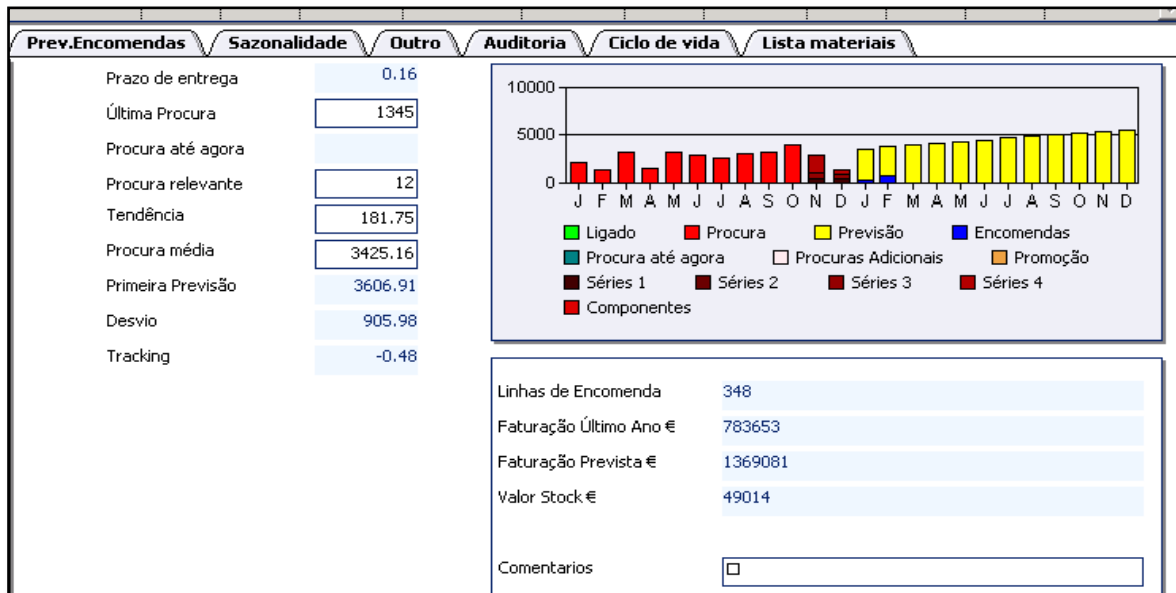 Prev.Encomendas Sazonalidade Outro Auditoria Ciclo de vida Lista materiais
Prazo de entrega 0.16
Última Procura 1345
Procura até agora
Procura relevante 12
Tendência 181.75
Procura média 3425.16
Primeira Previsão 3606.91
Desvio 905.98
Tracking -0.48
10000
5000
0
J F M A M J J A S O N D J F M A M J J A S O N D
Ligado Procura Previsão Encomendas
Procura até agora Procuras Adicionais Promoção
Séries 1 Séries 2 Séries 3 Séries 4
Componentes
Linhas de Encomenda 348
Faturação Último Ano € 783653
Faturação Prevista € 1369081
Valor Stock € 49014
Comentarios